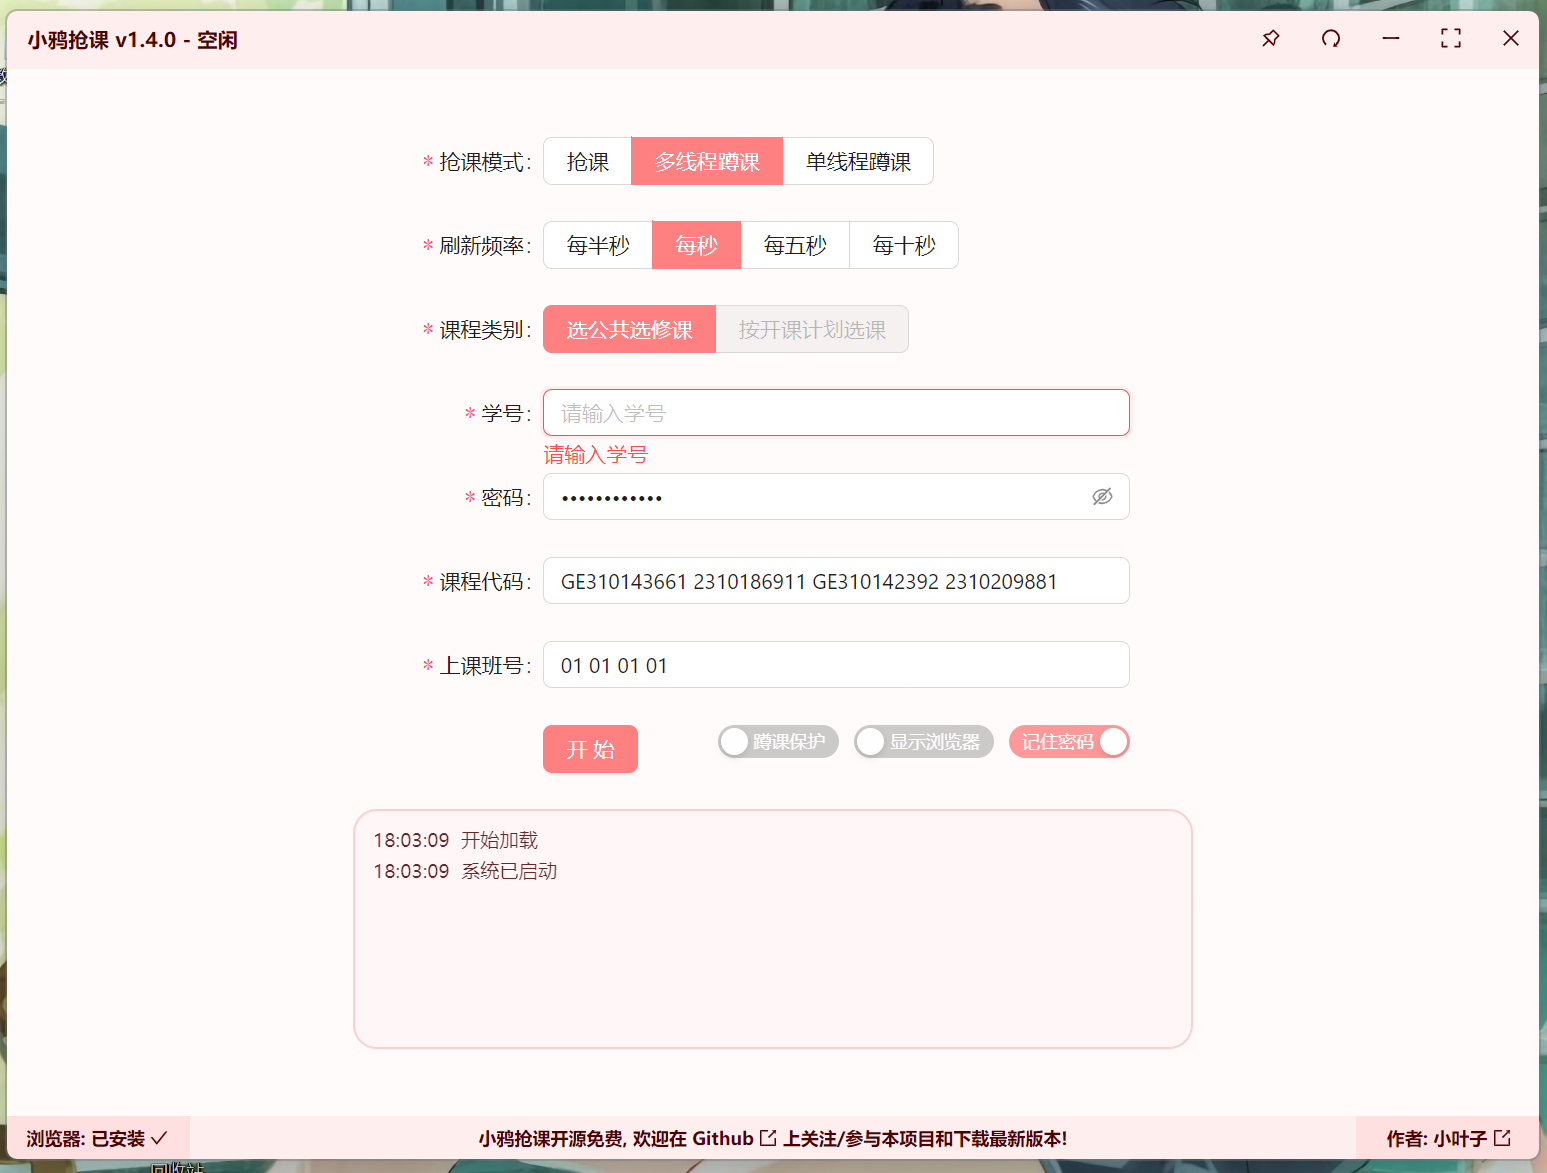 小鸦抢课 v1.4.0 - 空闲
* 抢课模式: 抢课 多线程蹲课 单线程蹲课
* 刷新频率: 每半秒 每秒 每五秒 每十秒
* 课程类别: 选公共选修课 按开课计划选课
* 学号: 请输入学号
请输入学号
* 密码: ••••••••••••
* 课程代码: GE310143661 2310186911 GE310142392 2310209881
* 上课班号: 01 01 01 01
开 始 蹲课保护 显示浏览器 记住密码
18:03:09 开始加载
18:03:09 系统已启动
浏览器: 已安装 小鸦抢课开源免费, 欢迎在 Github 上关注/参与本项目和下载最新版本! 作者: 小叶子
回收站